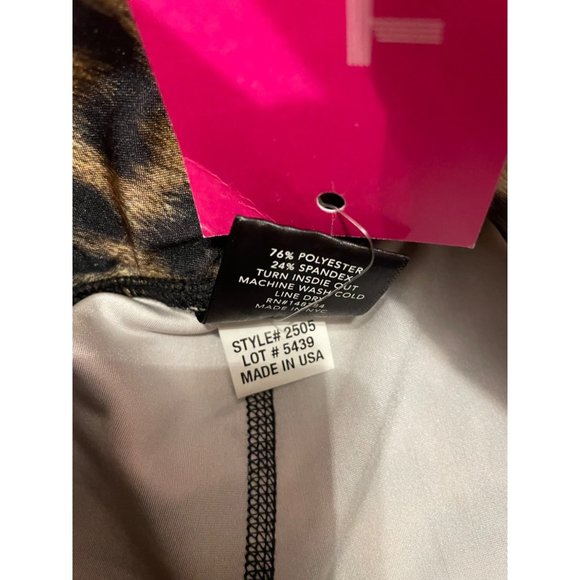 76% POLYESTER
24% SPANDEX
TURN INSDIE OUT
MACHINE WASH COLD
LINE DRY
MADE IN NYC
STYLE# 2505
LOT # 5439
MADE IN USA